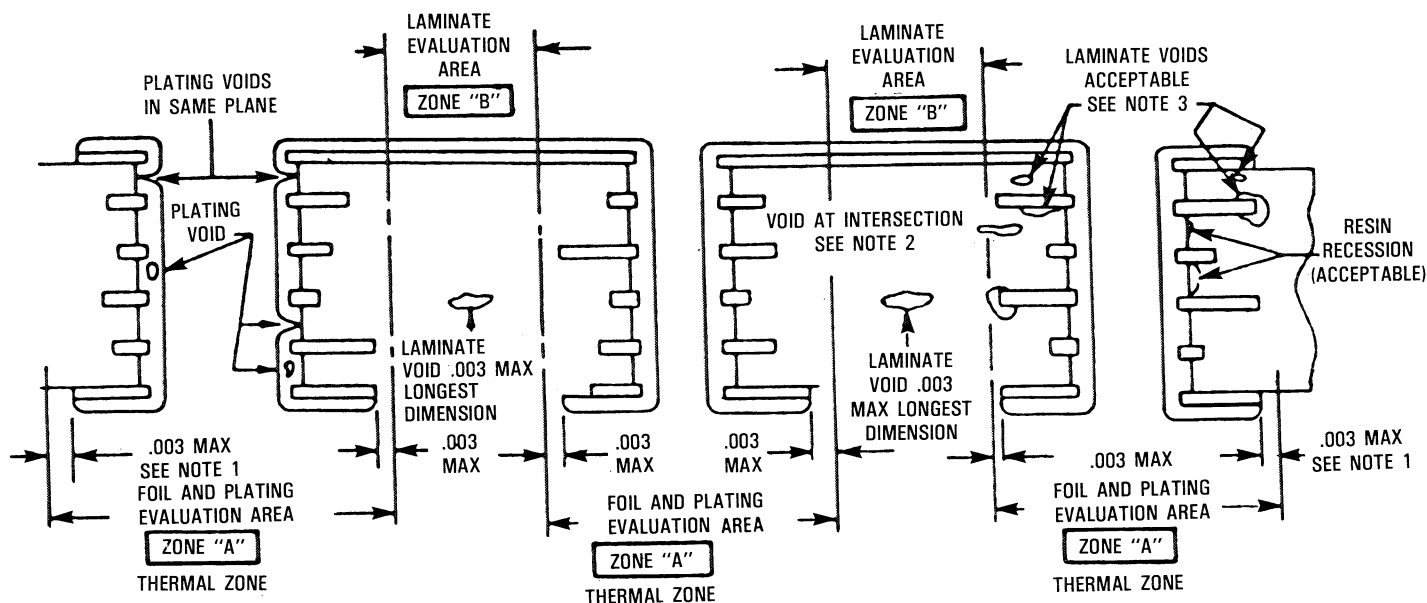 LAMINATE
EVALUATION
AREA
ZONE "B"
PLATING VOIDS
IN SAME PLANE
PLATING
VOID
LAMINATE
EVALUATION
AREA
ZONE "B"
LAMINATE VOIDS
ACCEPTABLE
SEE NOTE 3
VOID AT INTERSECTION
SEE NOTE 2
RESIN
RECESSION
(ACCEPTABLE)
LAMINATE
VOID .003 MAX
LONGEST
DIMENSION
LAMINATE
VOID .003
MAX LONGEST
DIMENSION
.003 MAX
SEE NOTE 1
FOIL AND PLATING
EVALUATION AREA
ZONE "A"
THERMAL ZONE
.003
MAX
.003
MAX
.003
MAX
FOIL AND PLATING
EVALUATION AREA
ZONE "A"
THERMAL ZONE
.003 MAX
FOIL AND PLATING
EVALUATION AREA
ZONE "A"
THERMAL ZONE
.003 MAX
SEE NOTE 1